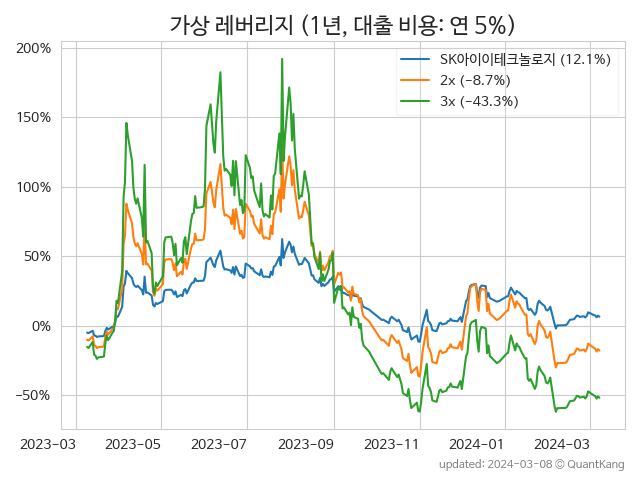 가상 레버리지 (1년, 대출 비용: 연 5%)
SK아이이테크놀로지 (12.1%)
2x (−8.7%)
3x (−43.3%)
200%
150%
100%
50%
0%
−50%
2023-03 2023-05 2023-07 2023-09 2023-11 2024-01 2024-03
updated: 2024-03-08 © QuantKang